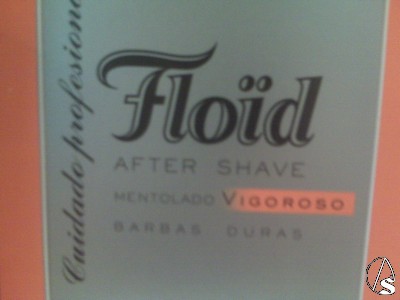 Cuidado profesional
Floïd
AFTER SHAVE
MENTOLADO VIGOROSO
BARBAS DURAS